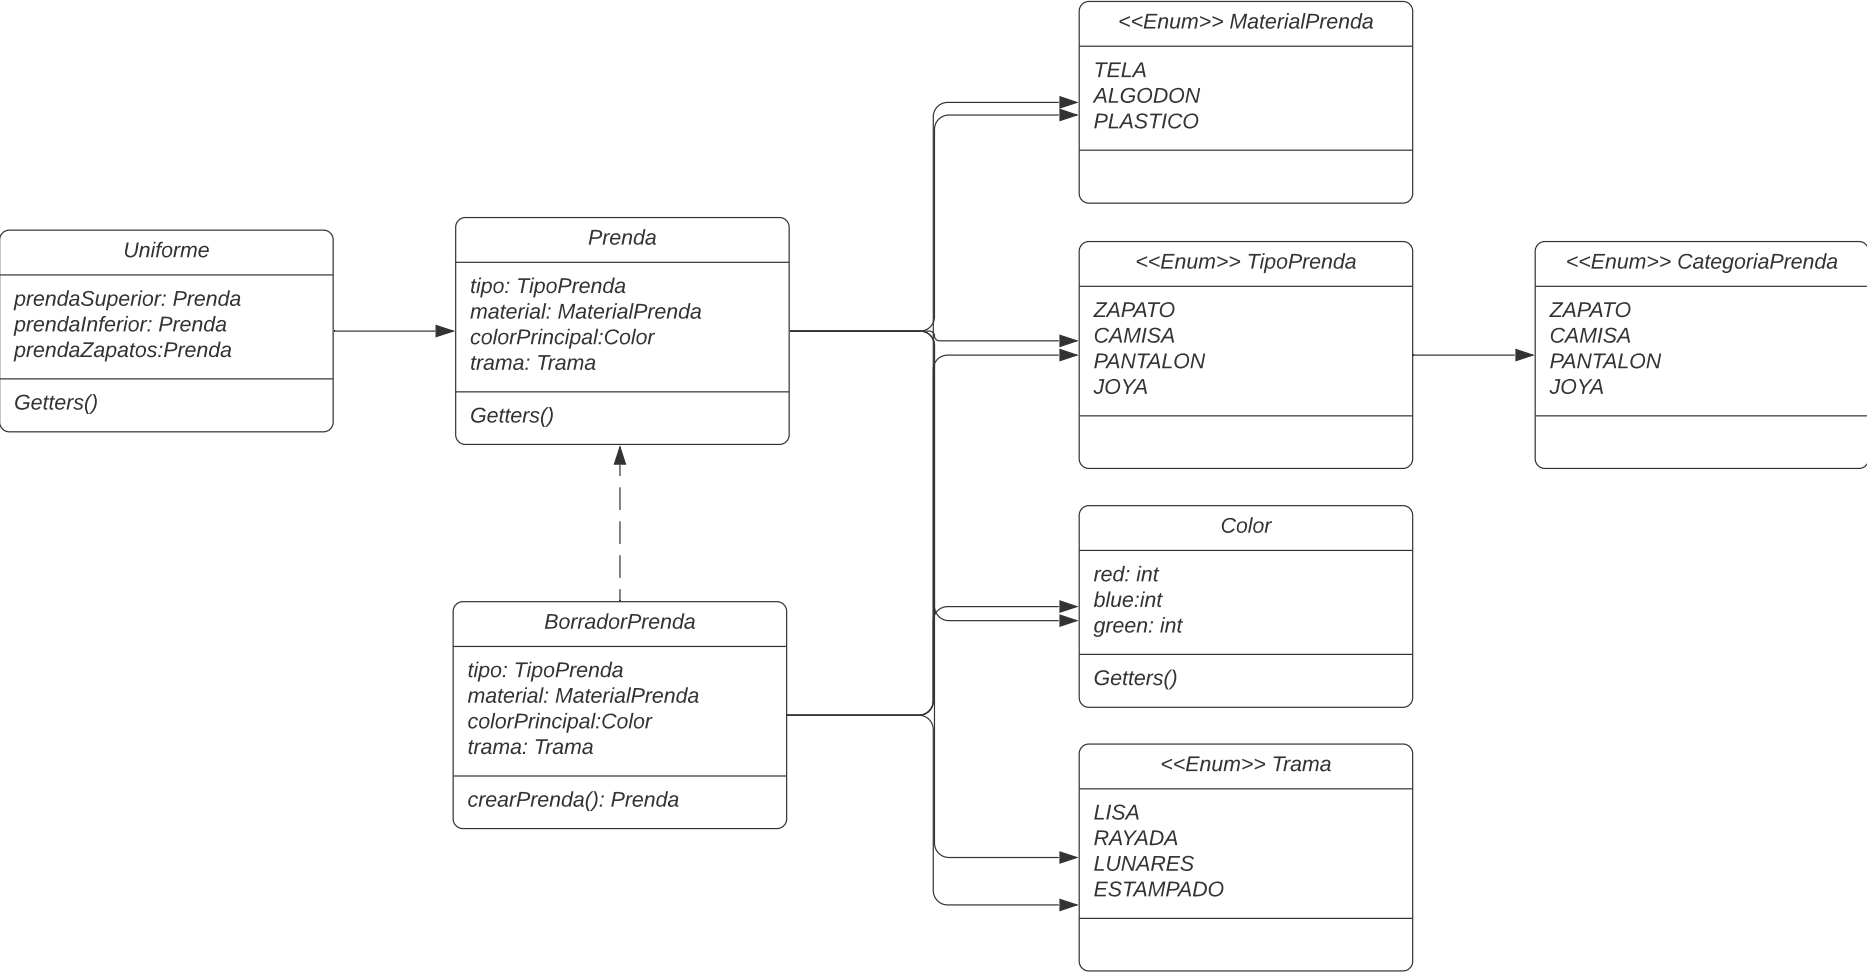 <<Enum>> MaterialPrenda
TELA
ALGODON
PLASTICO
Uniforme
prendaSuperior: Prenda
prendaInferior: Prenda
prendaZapatos:Prenda
Getters()
Prenda
tipo: TipoPrenda
material: MaterialPrenda
colorPrincipal:Color
trama: Trama
Getters()
<<Enum>> TipoPrenda
ZAPATO
CAMISA
PANTALON
JOYA
<<Enum>> CategoriaPrenda
ZAPATO
CAMISA
PANTALON
JOYA
Color
red: int
blue:int
green: int
Getters()
BorradorPrenda
tipo: TipoPrenda
material: MaterialPrenda
colorPrincipal:Color
trama: Trama
crearPrenda(): Prenda
<<Enum>> Trama
LISA
RAYADA
LUNARES
ESTAMPADO